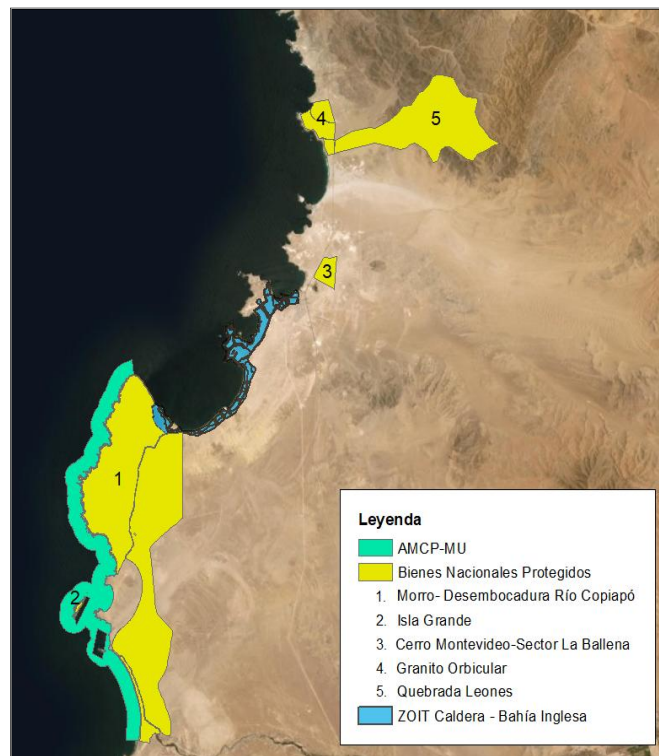 4
5
3
1
2
Leyenda
AMCP-MU
Bienes Nacionales Protegidos
1. Morro- Desembocadura Río Copiapó
2. Isla Grande
3. Cerro Montevideo-Sector La Ballena
4. Granito Orbicular
5. Quebrada Leones
ZOIT Caldera - Bahía Inglesa